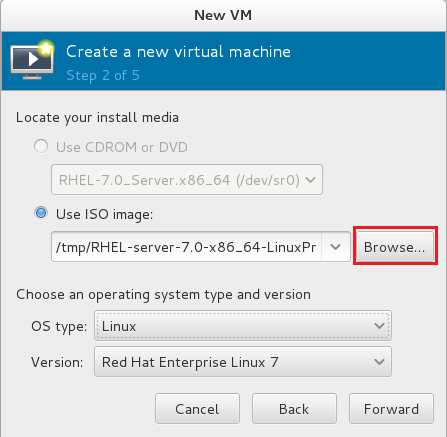 New VM
Create a new virtual machine
Step 2 of 5
Locate your install media
Use CDROM or DVD
RHEL-7.0_Server.x86_64 (/dev/sr0)
Use ISO image:
/tmp/RHEL-server-7.0-x86_64-LinuxPr Browse...
Choose an operating system type and version
OS type: Linux
Version: Red Hat Enterprise Linux 7
Cancel Back Forward